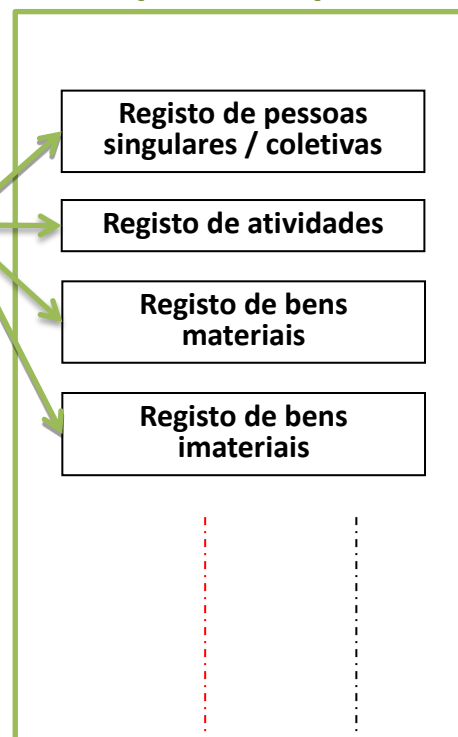 Registo de pessoas
singulares / coletivas
Registo de atividades
Registo de bens
materiais
Registo de bens
imateriais